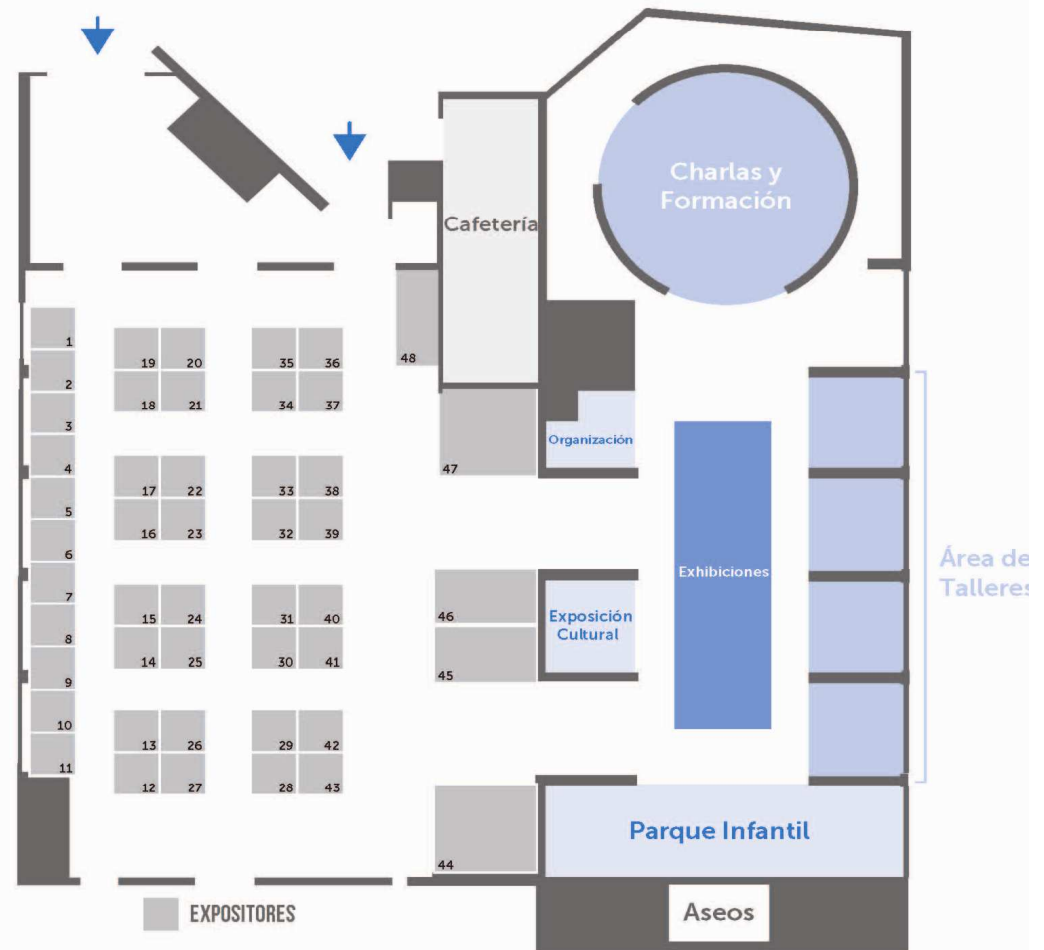 Charlas y
Formación
Cafetería
1
2
3
4
5
6
7
8
9
10
11
19 20
18 21
17 22
16 23
15 24
14 25
13 26
12 27
35 36
34 37
33 38
32 39
31 40
30 41
29 42
28 43
48
47
46
45
44
Organización
Exposición
Cultural
Exhibiciones
Área de
Talleres
Parque Infantil
Aseos
EXPOSITORES